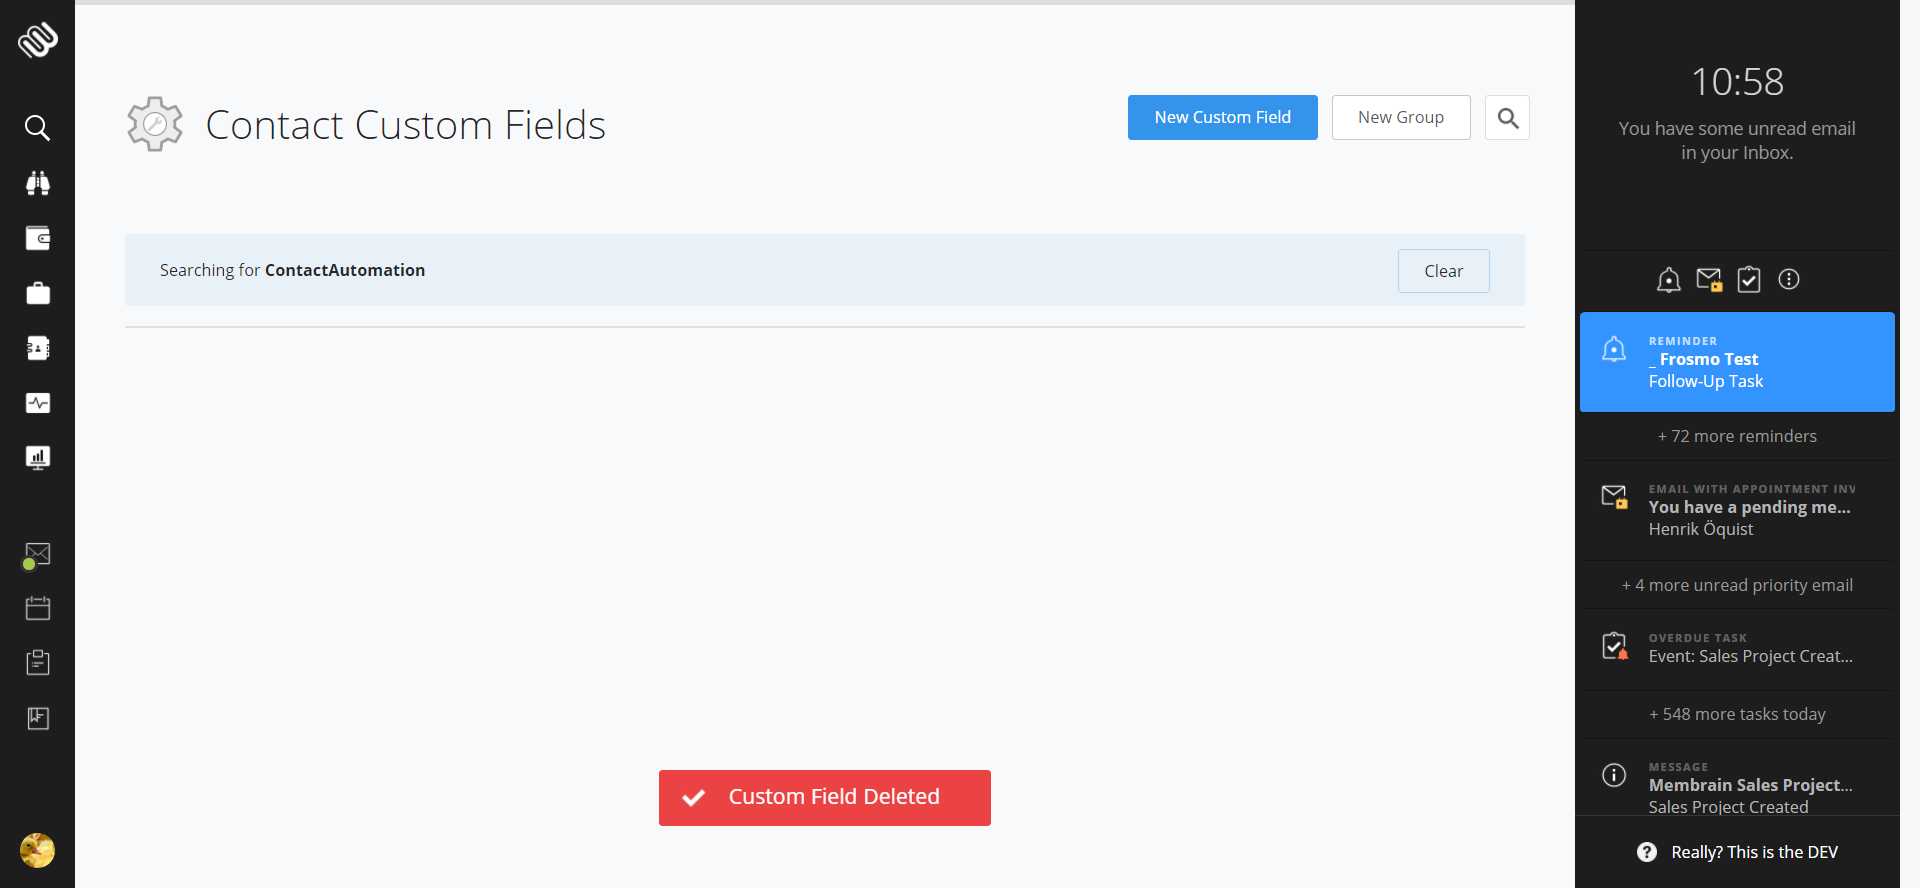 Contact Custom Fields
New Custom Field
New Group
Searching for ContactAutomation
Clear
Custom Field Deleted
10:58
You have some unread email
in your Inbox.
REMINDER
_ Frosmo Test
Follow-Up Task
+ 72 more reminders
EMAIL WITH APPOINTMENT INV
You have a pending me...
Henrik Öquist
+ 4 more unread priority email
OVERDUE TASK
Event: Sales Project Creat...
+ 548 more tasks today
MESSAGE
Membrain Sales Project...
Sales Project Created
Really? This is the DEV